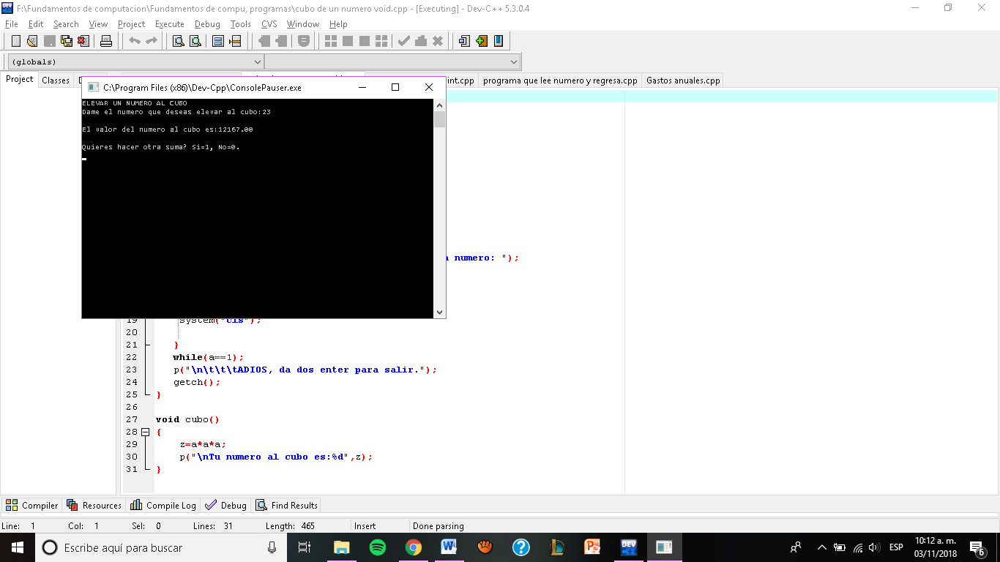 F:\Fundamentos de computacion\Fundamentos de compu, programas\cubo de un numero void.cpp - [Executing] - Dev-C++ 5.3.0.4
File Edit Search View Project Execute Debug Tools CVS Window Help
(globals)
Project Classes int.cpp programa que lee numero y regresa.cpp Gastos anuales.cpp
C:\Program Files (x86)\Dev-Cpp\ConsolePauser.exe
ELEVAR UN NUMERO AL CUBO
Dame el numero que deseas elevar al cubo:23
El valor del numero al cubo es:12167.00
Quieres hacer otra suma? Si=1, No=0.
numero: ");
19 system("cls");
20
21 }
22 while(a==1);
23 p("\n\t\t\tADIOS, da dos enter para salir.");
24 getch();
25 }
26
27 void cubo()
28 {
29 z=a*a*a;
30 p("\nTu numero al cubo es:%d",z);
31 }
Compiler Resources Compile Log Debug Find Results
Line: 1 Col: 1 Sel: 0 Lines: 31 Length: 465 Insert Done parsing
Escribe aquí para buscar
ESP
10:12 a. m.
03/11/2018
6